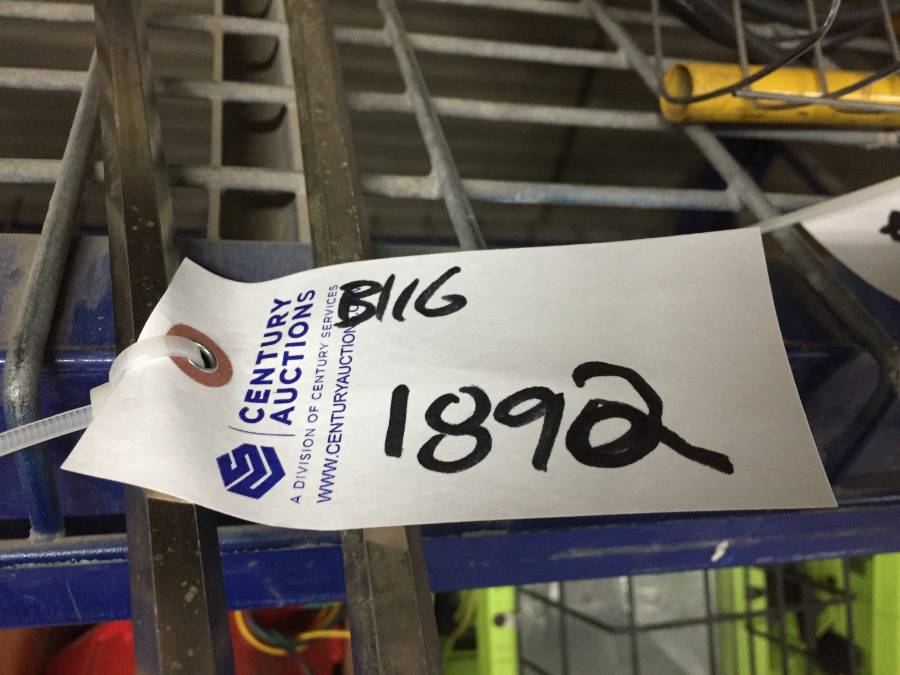 B116
1892
CENTURY
AUCTIONS
A DIVISION OF CENTURY SERVICES
WWW.CENTURYAUCTION